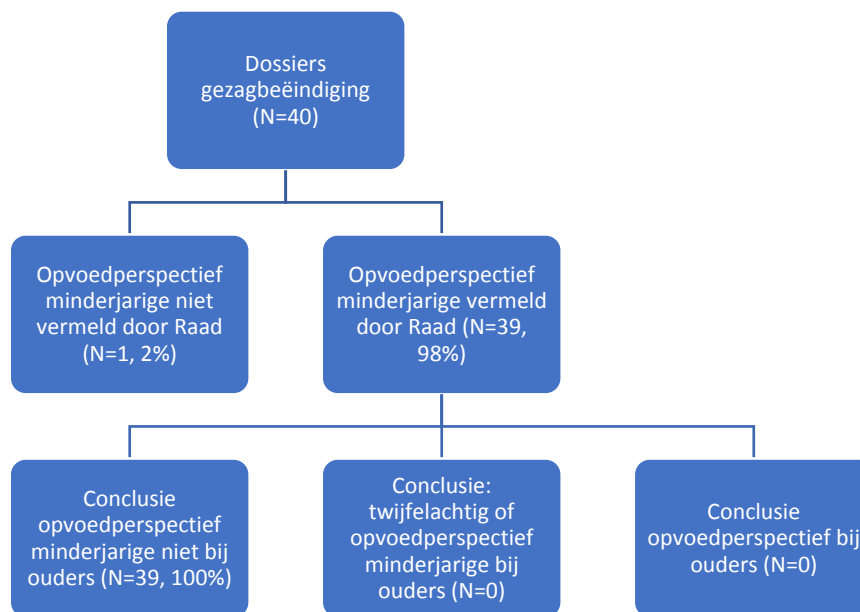 Dossiers
gezagbeëindiging
(N=40)
Opvoedperspectief
minderjarige niet
vermeld door Raad
(N=1, 2%)
Opvoedperspectief
minderjarige vermeld
door Raad (N=39,
98%)
Conclusie
opvoedperspectief
minderjarige niet bij
ouders (N=39, 100%)
Conclusie:
twijfelachtig of
opvoedperspectief
minderjarige bij
ouders (N=0)
Conclusie
opvoedperspectief bij
ouders (N=0)